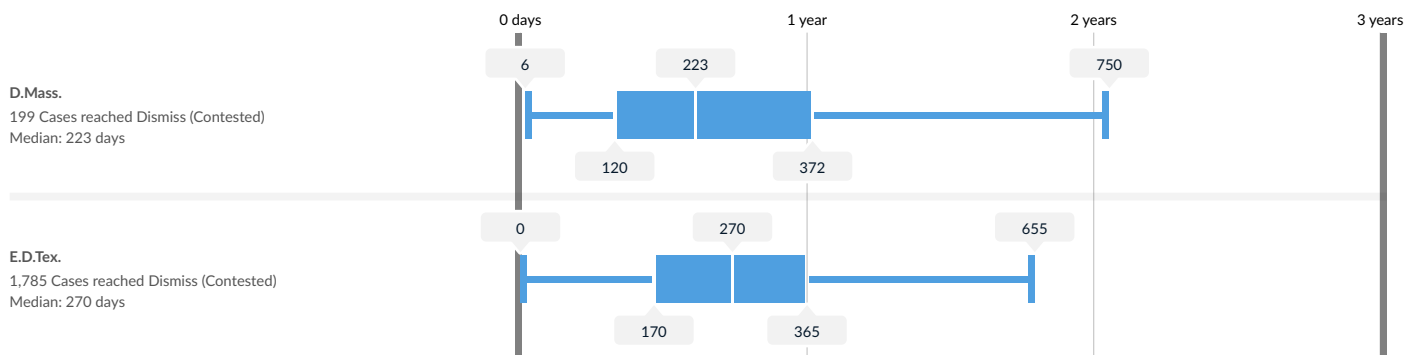 0 days 1 year 2 years 3 years
6 223 750
D.Mass.
199 Cases reached Dismiss (Contested)
Median: 223 days
120 372
0 270 655
E.D.Tex.
1,785 Cases reached Dismiss (Contested)
Median: 270 days
170 365